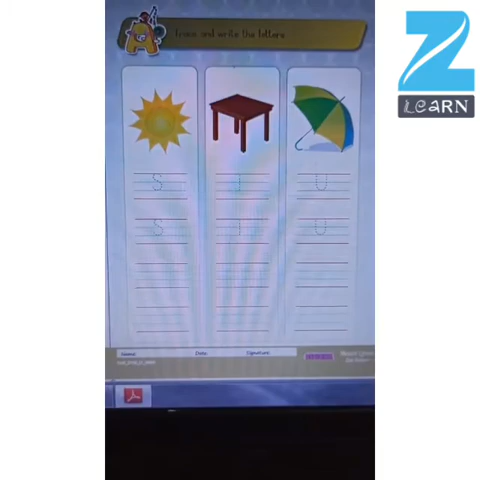 Z
LEARN
Trace and write the letters
S
T
U
S
T
U
Name:
Date:
Signature: